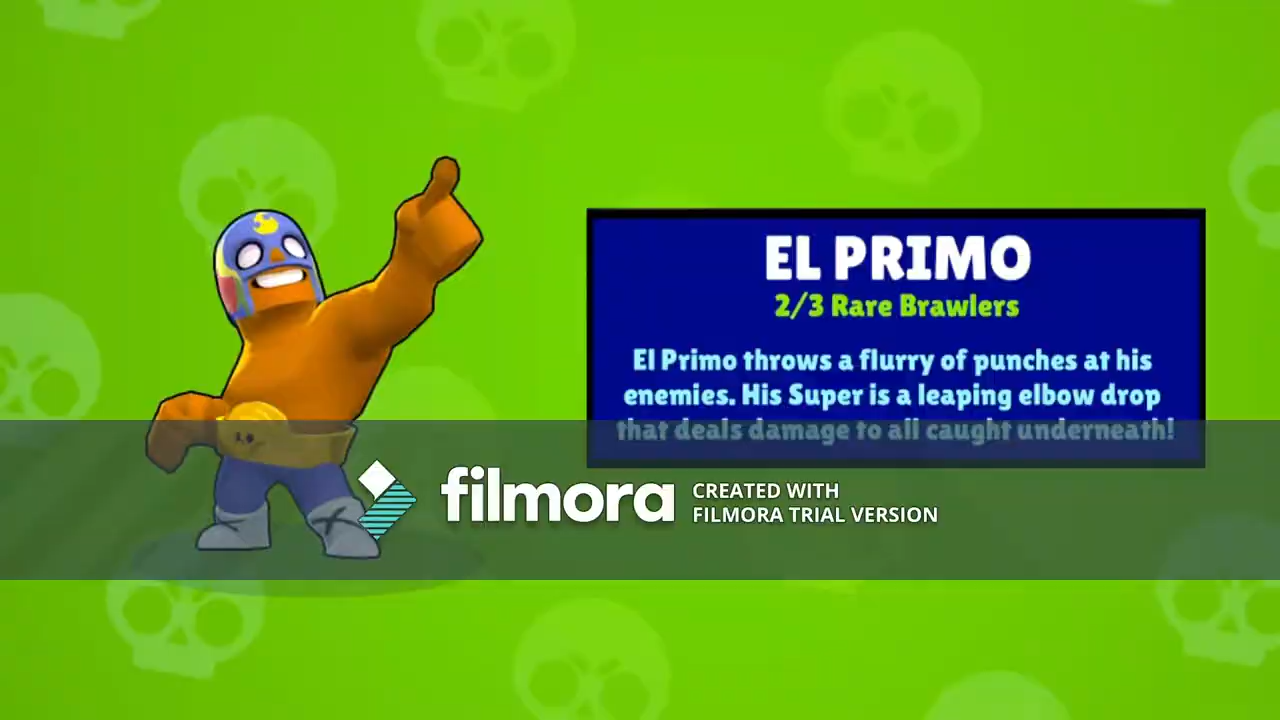 EL PRIMO
2/3 Rare Brawlers
El Primo throws a flurry of punches at his
enemies. His Super is a leaping elbow drop
that deals damage to all caught underneath!
filmora
CREATED WITH
FILMORA TRIAL VERSION